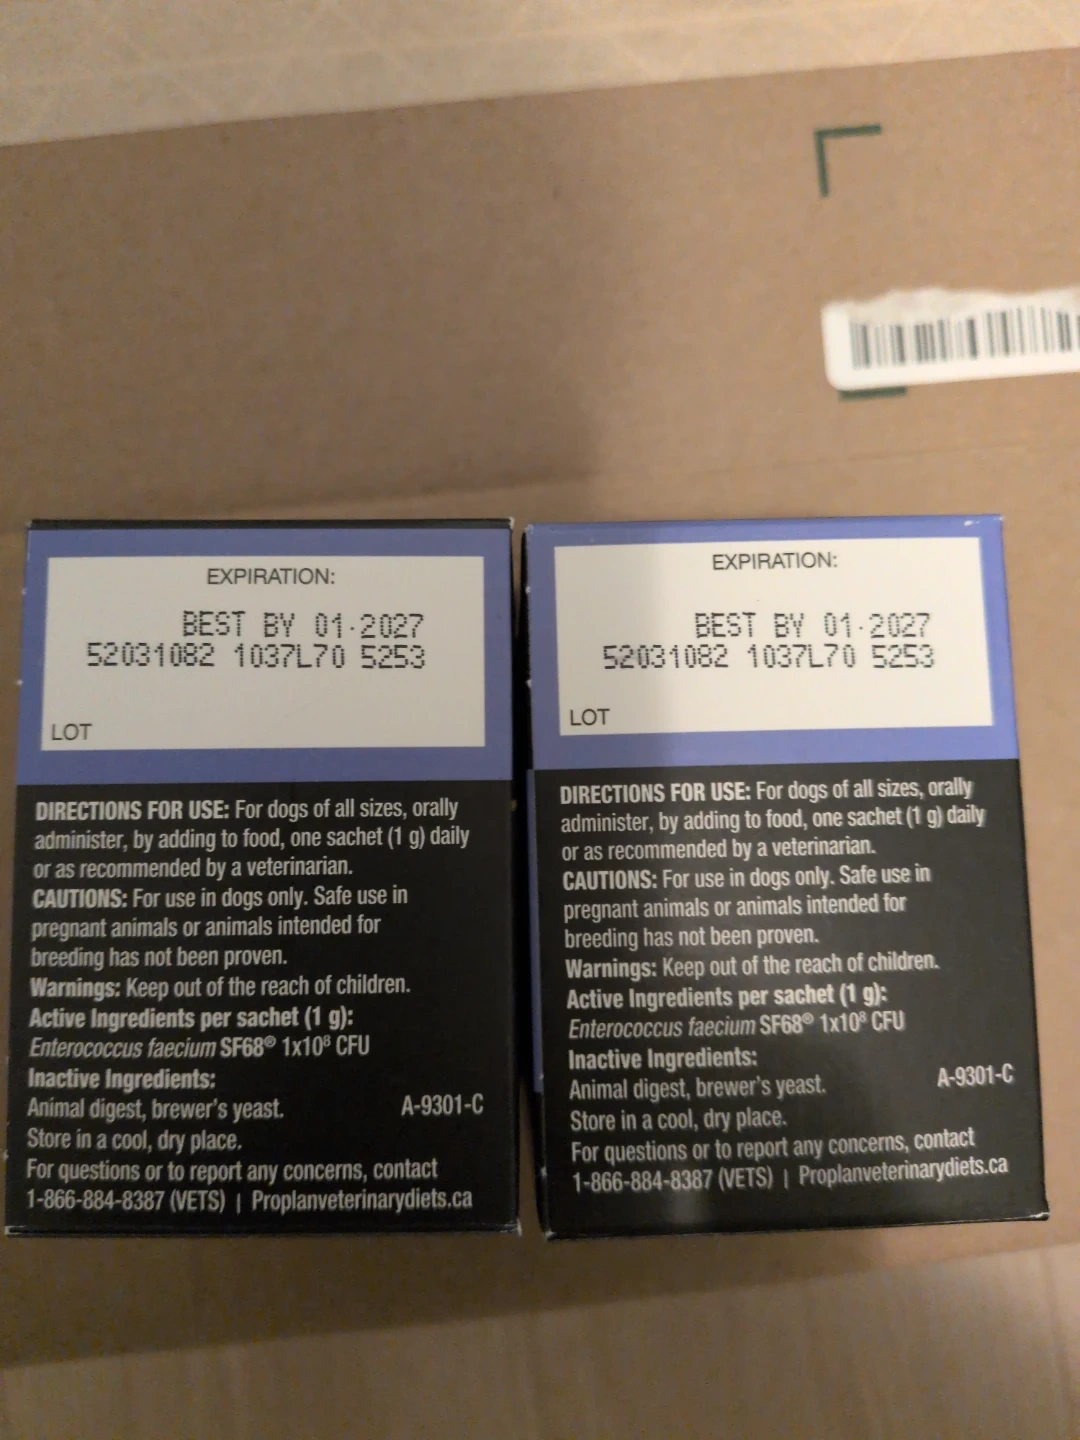 EXPIRATION:
BEST BY 01·2027
52031082 1037L70 5253
LOT
DIRECTIONS FOR USE: For dogs of all sizes, orally
administer, by adding to food, one sachet (1 g) daily
or as recommended by a veterinarian.
CAUTIONS: For use in dogs only. Safe use in
pregnant animals or animals intended for
breeding has not been proven.
Warnings: Keep out of the reach of children.
Active Ingredients per sachet (1 g):
Enterococcus faecium SF68® 1x10⁸ CFU
Inactive Ingredients:
Animal digest, brewer's yeast. A-9301-C
Store in a cool, dry place.
For questions or to report any concerns, contact
1-866-884-8387 (VETS) | Proplanveterinarydiets.ca
EXPIRATION:
BEST BY 01·2027
52031082 1037L70 5253
LOT
DIRECTIONS FOR USE: For dogs of all sizes, orally
administer, by adding to food, one sachet (1 g) daily
or as recommended by a veterinarian.
CAUTIONS: For use in dogs only. Safe use in
pregnant animals or animals intended for
breeding has not been proven.
Warnings: Keep out of the reach of children.
Active Ingredients per sachet (1 g):
Enterococcus faecium SF68® 1x10⁸ CFU
Inactive Ingredients:
Animal digest, brewer's yeast. A-9301-C
Store in a cool, dry place.
For questions or to report any concerns, contact
1-866-884-8387 (VETS) | Proplanveterinarydiets.ca